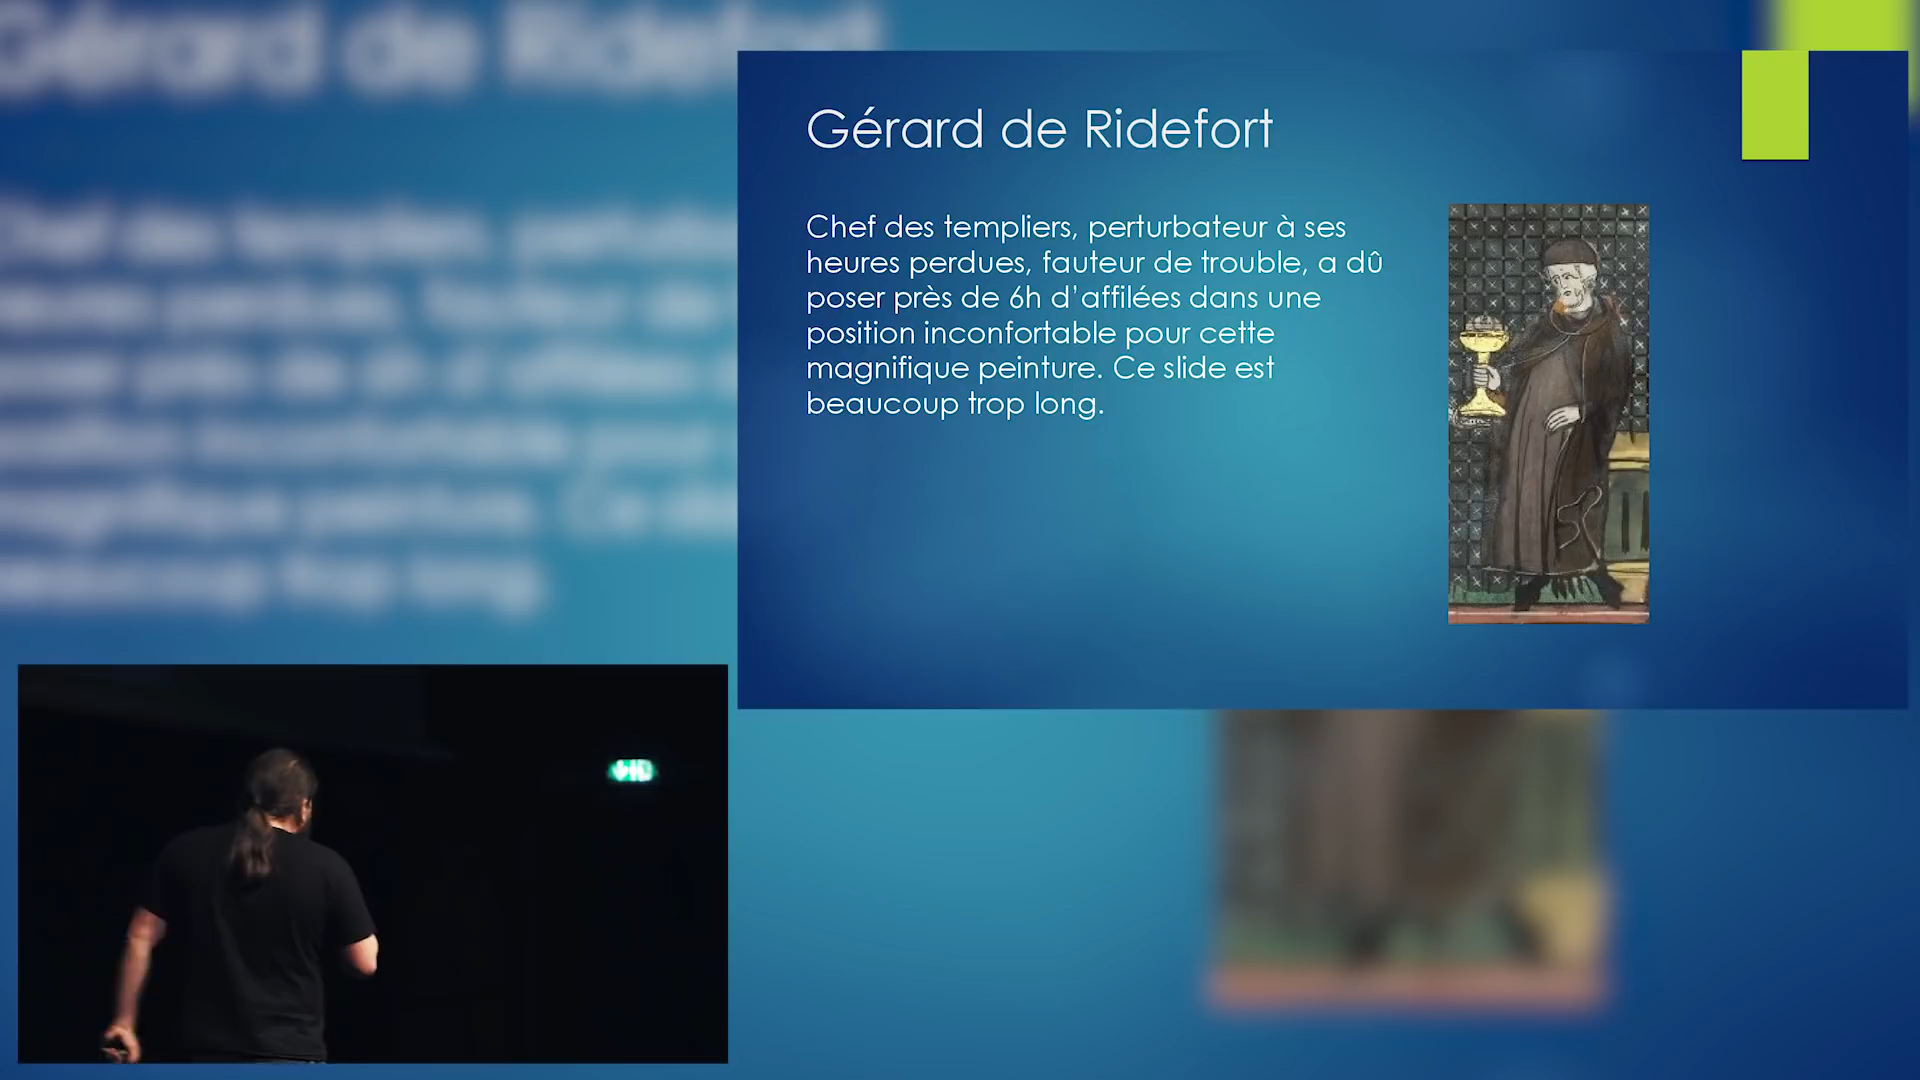 Gérard de Ridefort
Chef des templiers, perturbateur à ses
heures perdues, fauteur de trouble, a dû
poser près de 6h d’affilées dans une
position inconfortable pour cette
magnifique peinture. Ce slide est
beaucoup trop long.